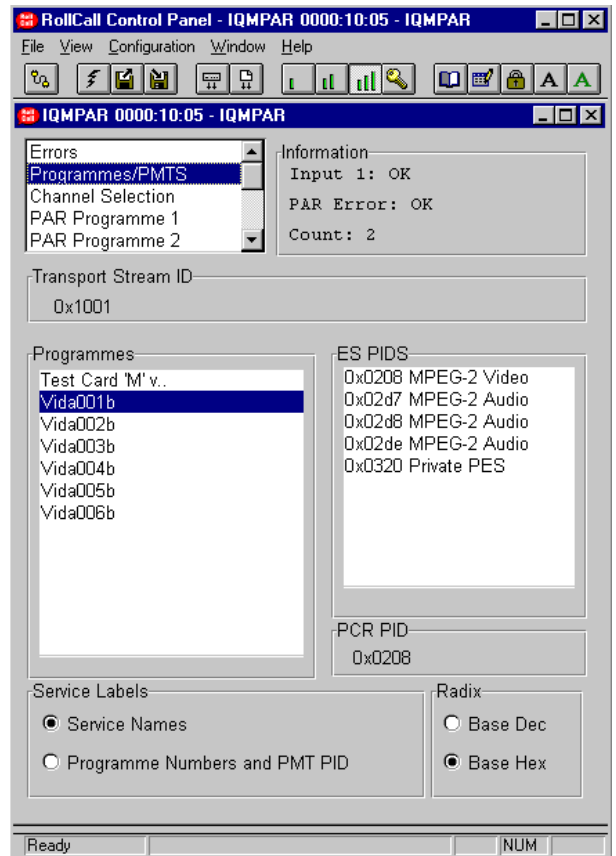 RollCall Control Panel - IQMPAR 0000:10:05 - IQMPAR
File View Configuration Window Help
A A
IQMPAR 0000:10:05 - IQMPAR
Errors
Programmes/PMTS
Channel Selection
PAR Programme 1
PAR Programme 2
Information
Input 1: OK
PAR Error: OK
Count: 2
Transport Stream ID
0x1001
Programmes
Test Card 'M' v..
Vida001b
Vida002b
Vida003b
Vida004b
Vida005b
Vida006b
ES PIDS
0x0208 MPEG-2 Video
0x02d7 MPEG-2 Audio
0x02d8 MPEG-2 Audio
0x02de MPEG-2 Audio
0x0320 Private PES
PCR PID
0x0208
Service Labels
Service Names
Programme Numbers and PMT PID
Radix
Base Dec
Base Hex
Ready
NUM